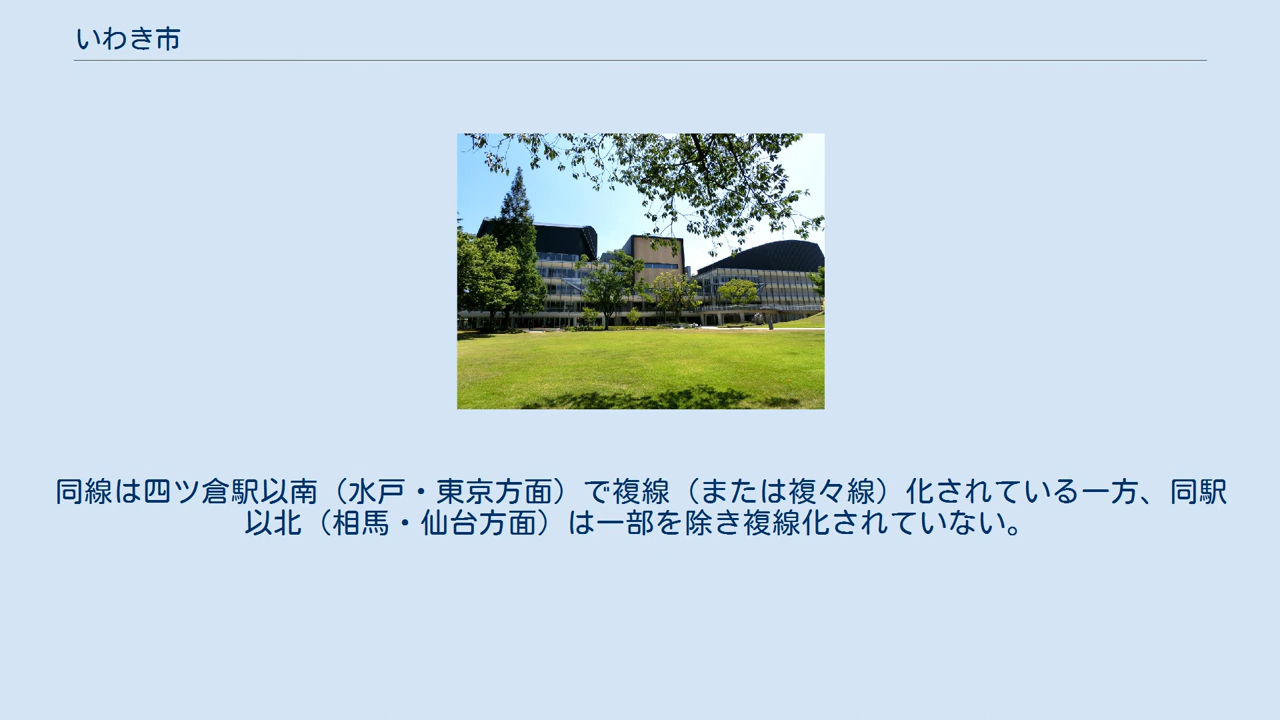 いわき市
同線は四ツ倉駅以南（水戸・東京方面）で複線（または複々線）化されている一方、同駅
以北（相馬・仙台方面）は一部を除き複線化されていない。